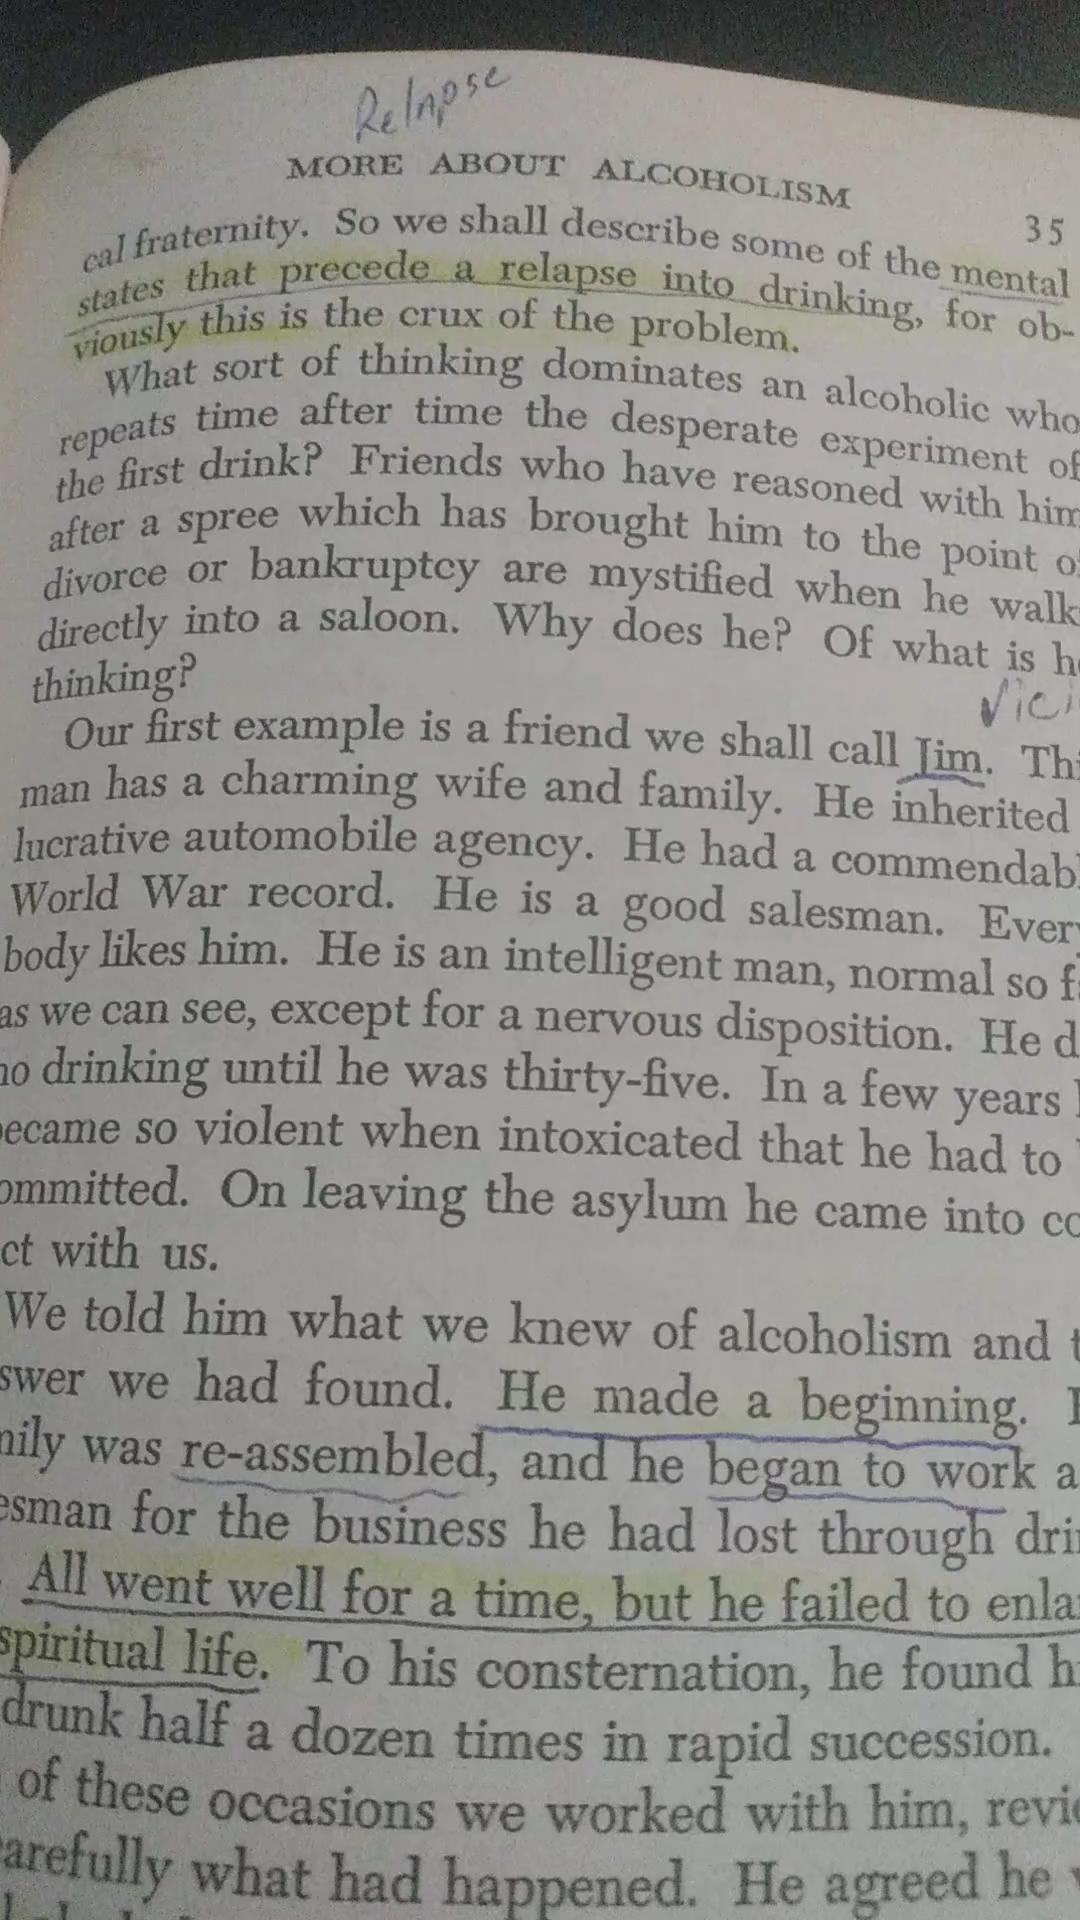 Relapse
MORE ABOUT ALCOHOLISM
35
cal fraternity. So we shall describe some of the mental
states that precede a relapse into drinking, for ob-
viously this is the crux of the problem.
What sort of thinking dominates an alcoholic who
repeats time after time the desperate experiment of
the first drink? Friends who have reasoned with him
after a spree which has brought him to the point o
divorce or bankruptcy are mystified when he walk
directly into a saloon. Why does he? Of what is he
thinking?
Vici
Our first example is a friend we shall call Jim. Thi
man has a charming wife and family. He inherited
lucrative automobile agency. He had a commendab
World War record. He is a good salesman. Every
body likes him. He is an intelligent man, normal so fa
as we can see, except for a nervous disposition. He d
no drinking until he was thirty-five. In a few years
ecame so violent when intoxicated that he had to
ommitted. On leaving the asylum he came into co
ct with us.
We told him what we knew of alcoholism and t
swer we had found. He made a beginning.
mily was re-assembled, and he began to work a
esman for the business he had lost through dri
All went well for a time, but he failed to enla
spiritual life. To his consternation, he found h
drunk half a dozen times in rapid succession.
of these occasions we worked with him, revie
carefully what had happened. He agreed he